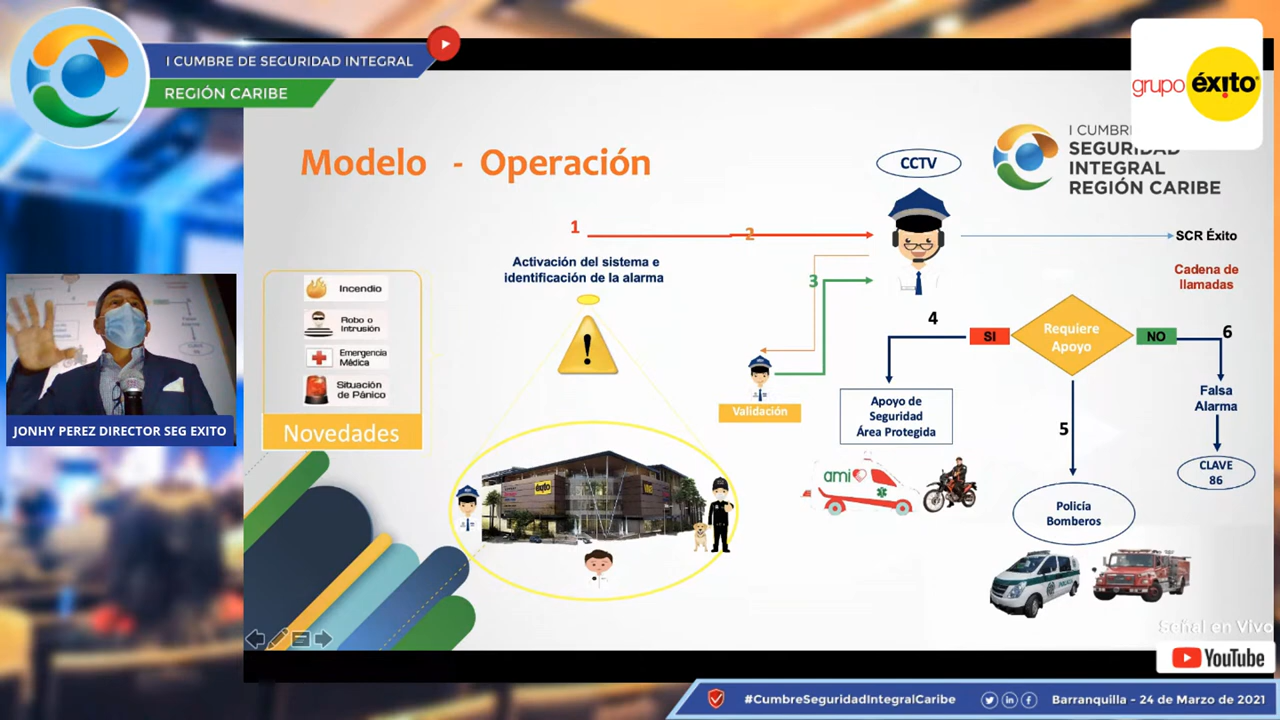 I CUMBRE DE SEGURIDAD INTEGRAL
REGIÓN CARIBE
grupo éxito
I CUMBRE
SEGURIDAD
INTEGRAL
REGIÓN CARIBE
Modelo - Operación
CCTV
1
2
SCR Éxito
Activación del sistema e
identificación de la alarma
Cadena de
llamadas
3
Incendio
Robo o
Intrusión
Emergencia
Médica
Situación
de Pánico
Novedades
4
SI
Requiere
Apoyo
NO
6
Validación
Apoyo de
Seguridad
Área Protegida
Falsa
Alarma
5
CLAVE
86
ami
éxito
Policía
Bomberos
JONHY PEREZ DIRECTOR SEG EXITO
Señal en Vivo
YouTube
#CumbreSeguridadIntegralCaribe
Barranquilla - 24 de Marzo de 2021